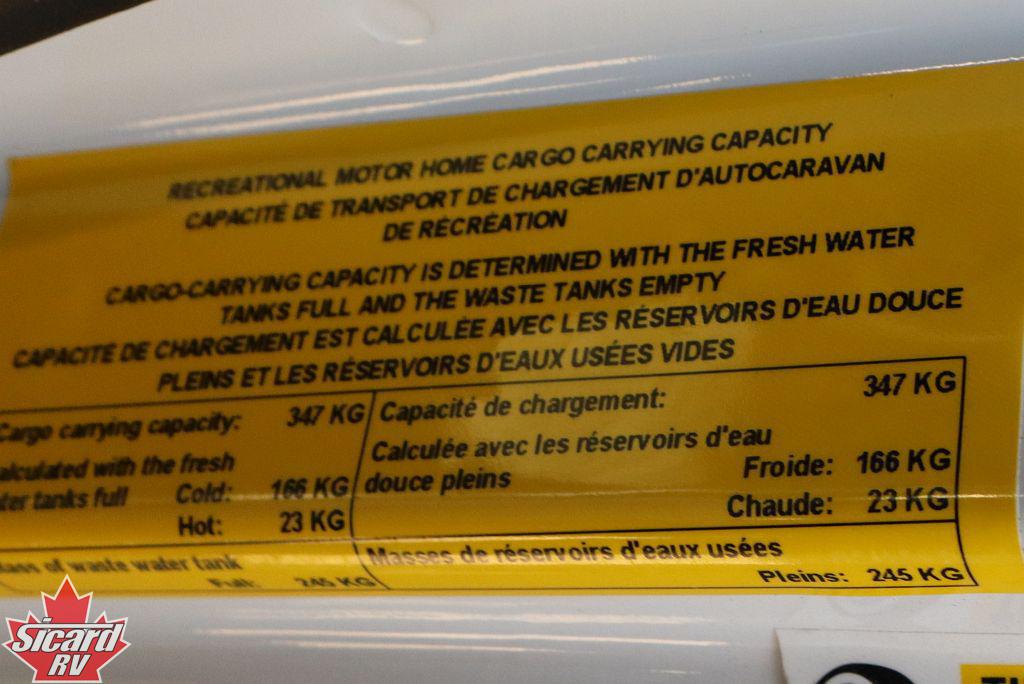 RECREATIONAL MOTOR HOME CARGO CARRYING CAPACITY
CAPACITÉ DE TRANSPORT DE CHARGEMENT D'AUTOCARAVAN
DE RÉCRÉATION
CARGO-CARRYING CAPACITY IS DETERMINED WITH THE FRESH WATER
TANKS FULL AND THE WASTE TANKS EMPTY
CAPACITÉ DE CHARGEMENT EST CALCULÉE AVEC LES RÉSERVOIRS D'EAU DOUCE
PLEINS ET LES RÉSERVOIRS D'EAUX USÉES VIDES
Cargo carrying capacity: 347 KG
alculated with the fresh
ter tanks full Cold: 166 KG
Hot: 23 KG
Mass of waste water tank
Full: 245 KG
Capacité de chargement: 347 KG
Calculée avec les réservoirs d'eau
douce pleins Froide: 166 KG
Chaude: 23 KG
Masses de réservoirs d'eaux usées
Pleins: 245 KG
Sicard
RV